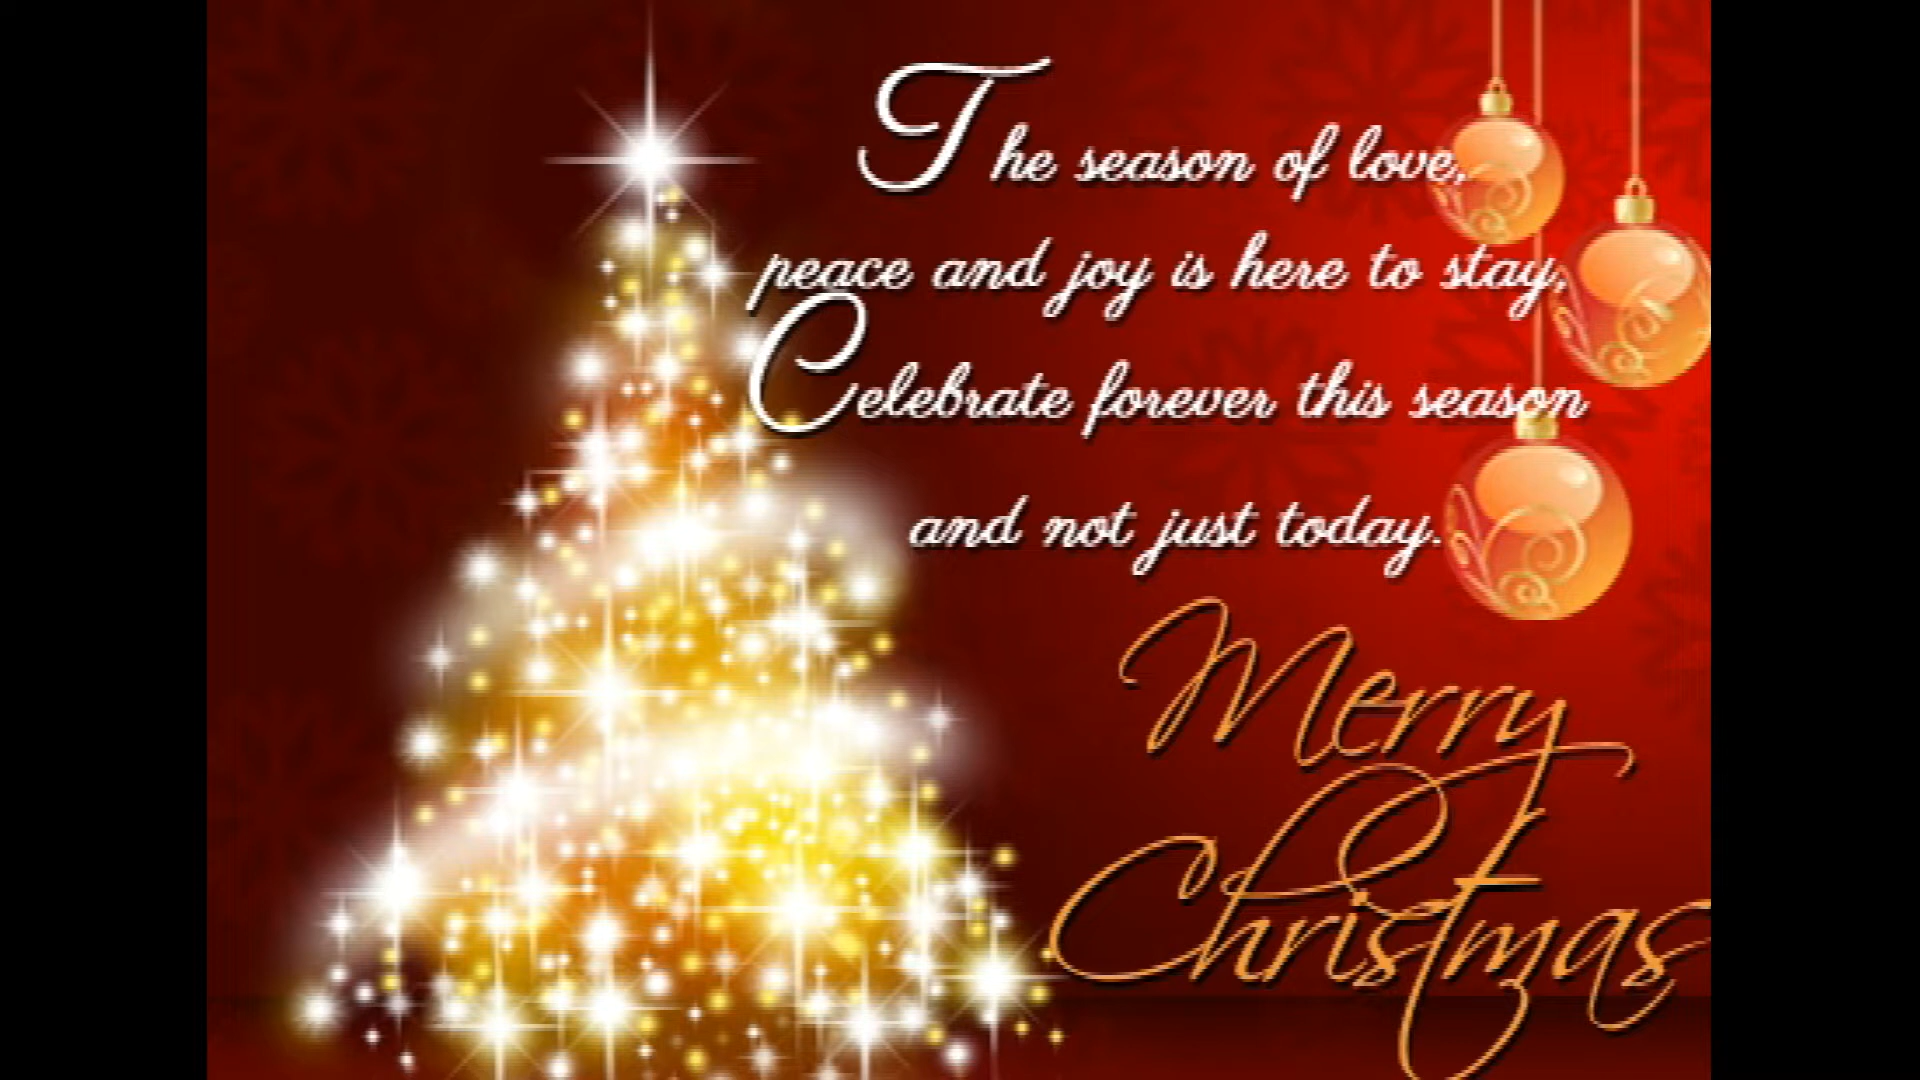 The season of love,
peace and joy is here to stay,
Celebrate forever this season
and not just today.
Merry
Christmas